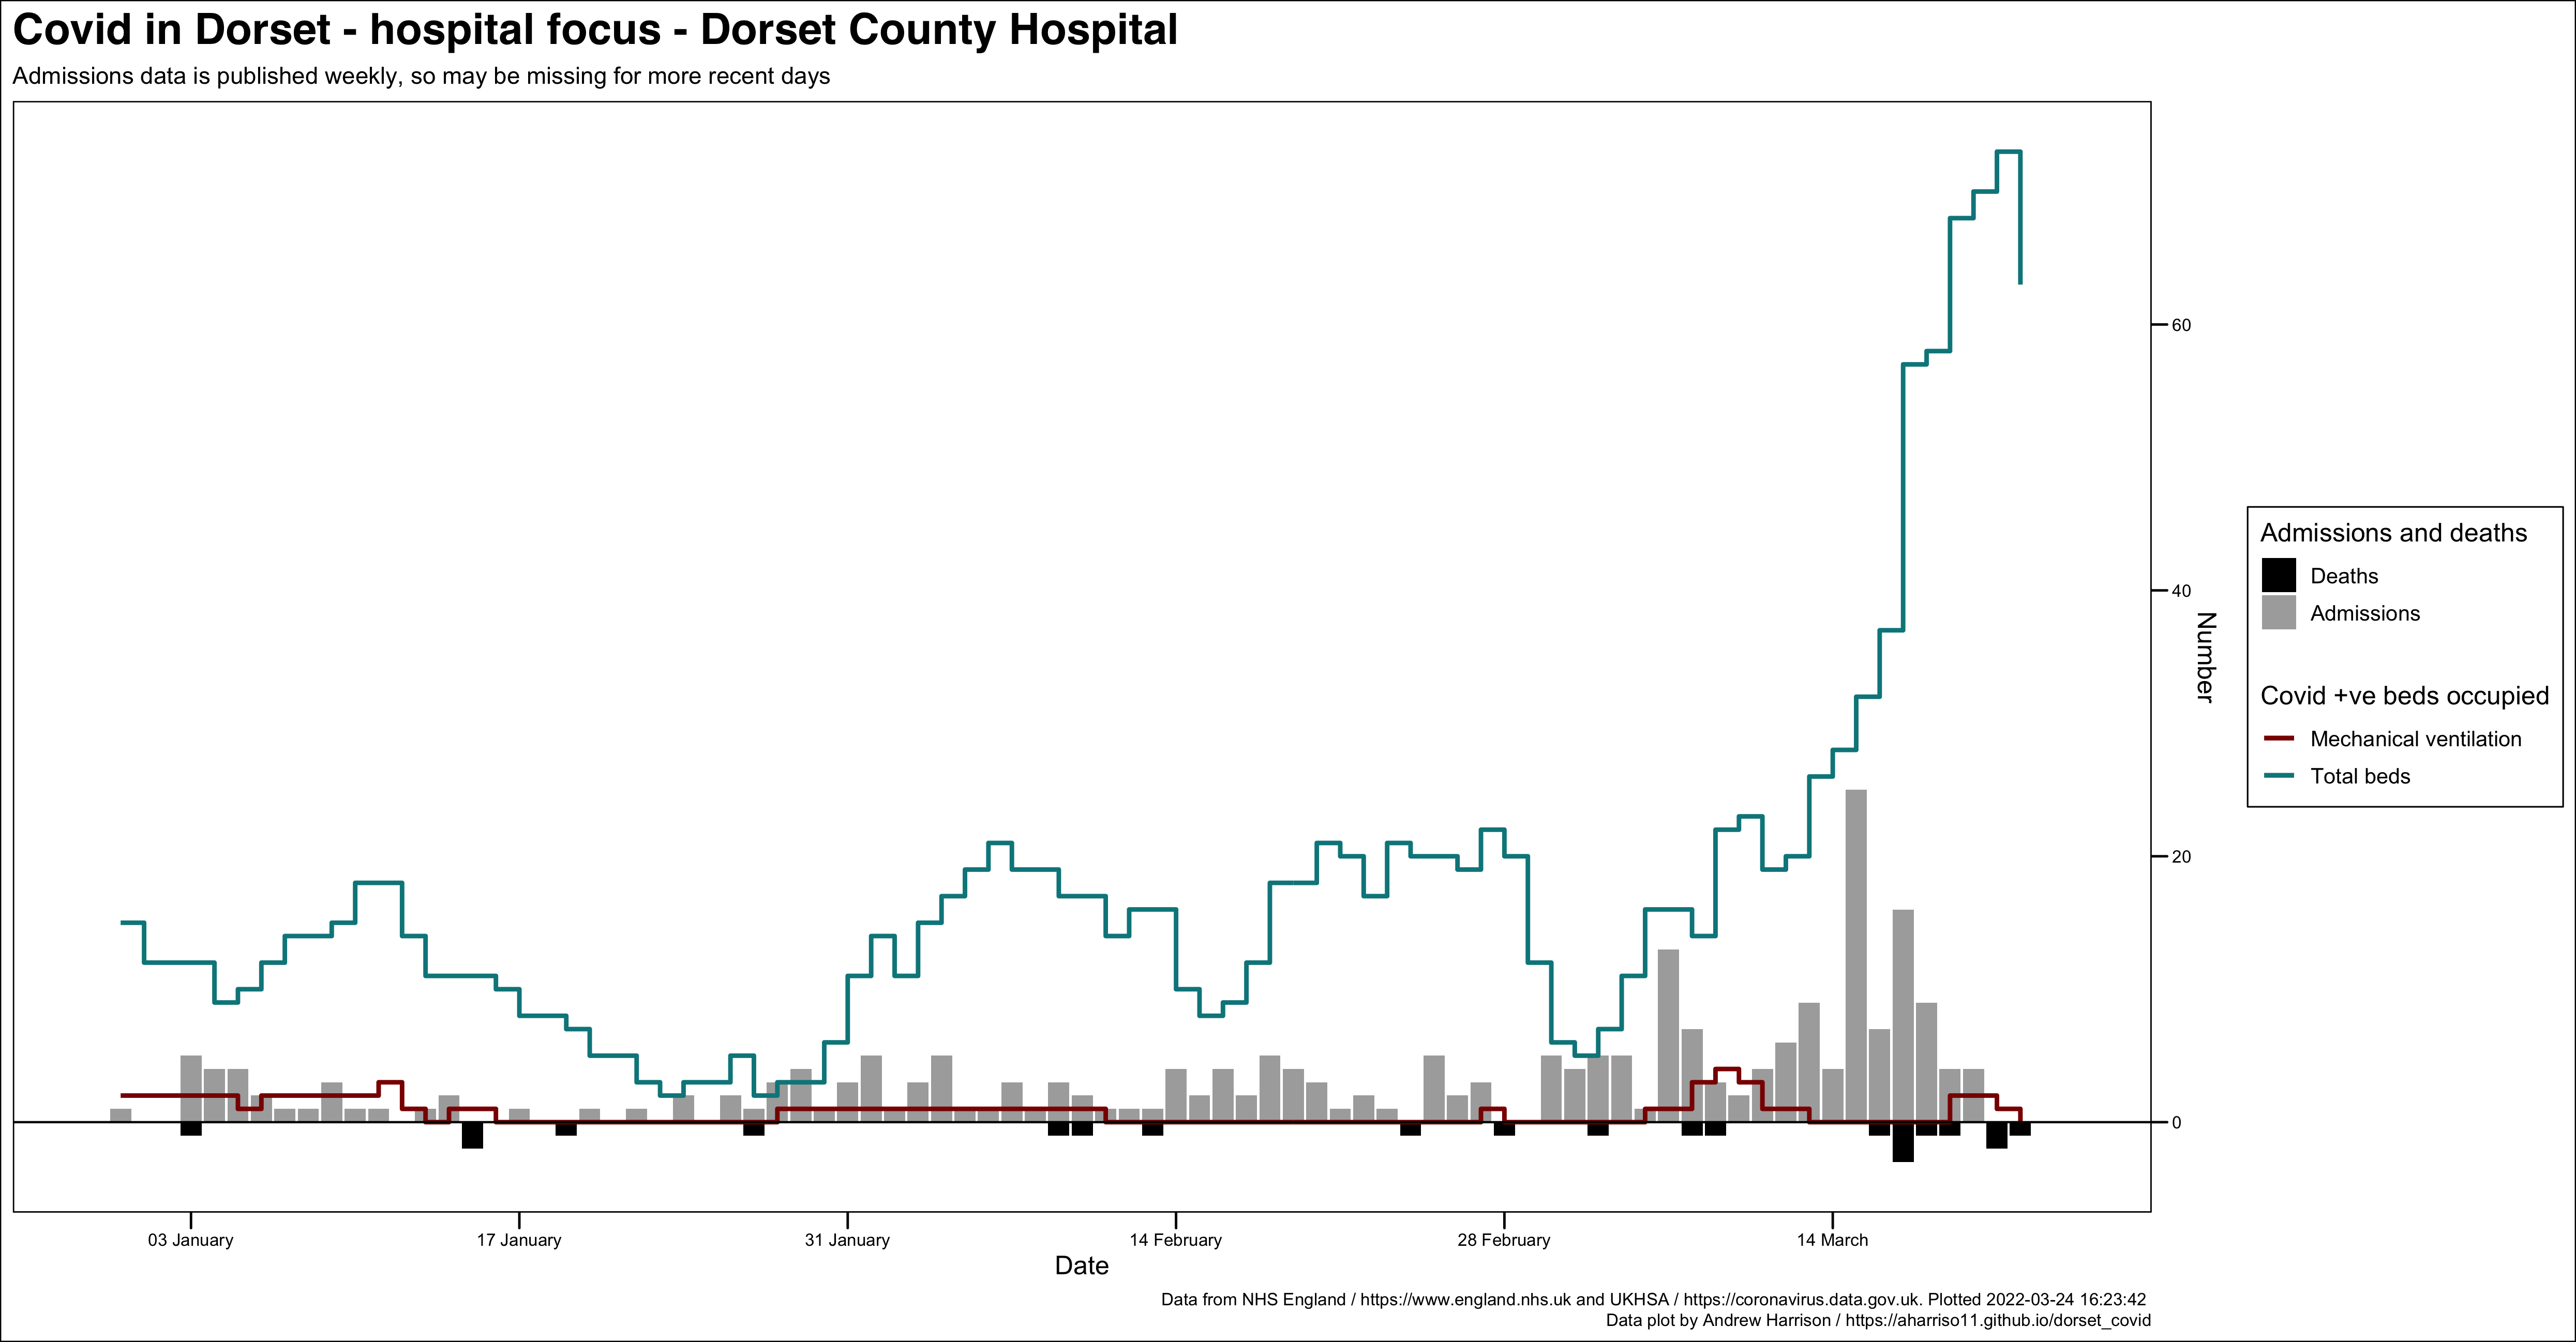 Covid in Dorset - hospital focus - Dorset County Hospital
Admissions data is published weekly, so may be missing for more recent days
60
40
20
0
Number
Admissions and deaths
Deaths
Admissions
Covid +ve beds occupied
Mechanical ventilation
Total beds
03 January
17 January
31 January
14 February
28 February
14 March
Date
Data from NHS England / https://www.england.nhs.uk and UKHSA / https://coronavirus.data.gov.uk. Plotted 2022-03-24 16:23:42
Data plot by Andrew Harrison / https://aharriso11.github.io/dorset_covid